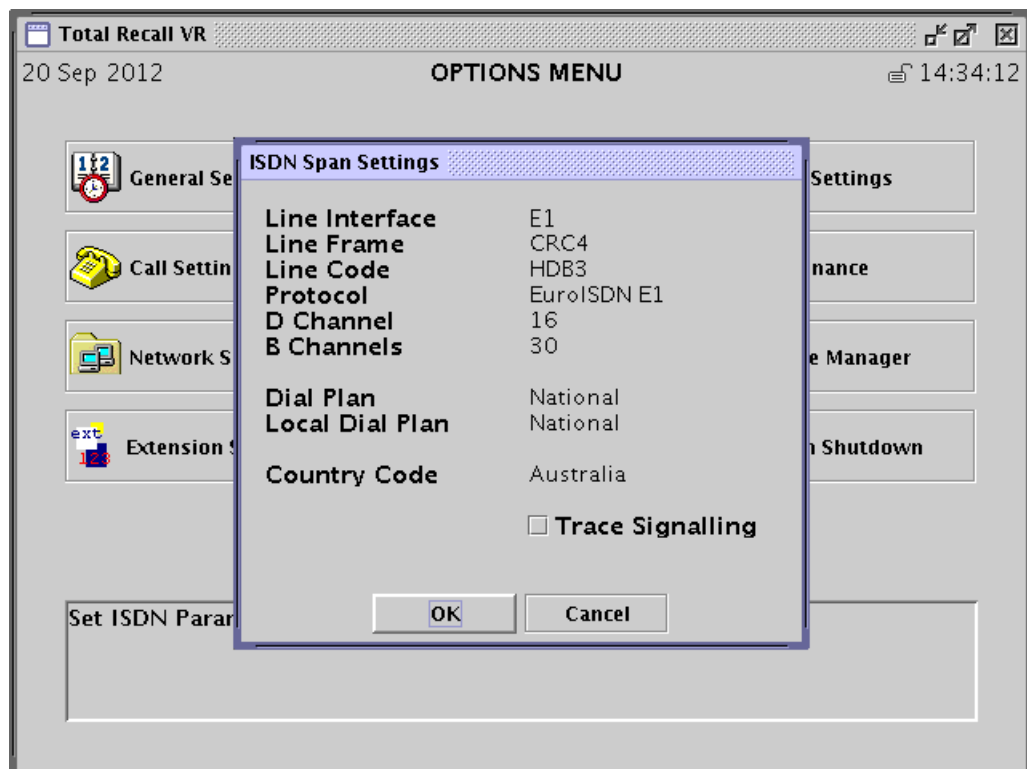 Total Recall VR
20 Sep 2012 OPTIONS MENU 14:34:12
General Se
Settings
Call Settin
nance
Network S
e Manager
ext
123
Extension S
n Shutdown
ISDN Span Settings
Line Interface E1
Line Frame CRC4
Line Code HDB3
Protocol EuroISDN E1
D Channel 16
B Channels 30
Dial Plan National
Local Dial Plan National
Country Code Australia
Trace Signalling
OK Cancel
Set ISDN Param